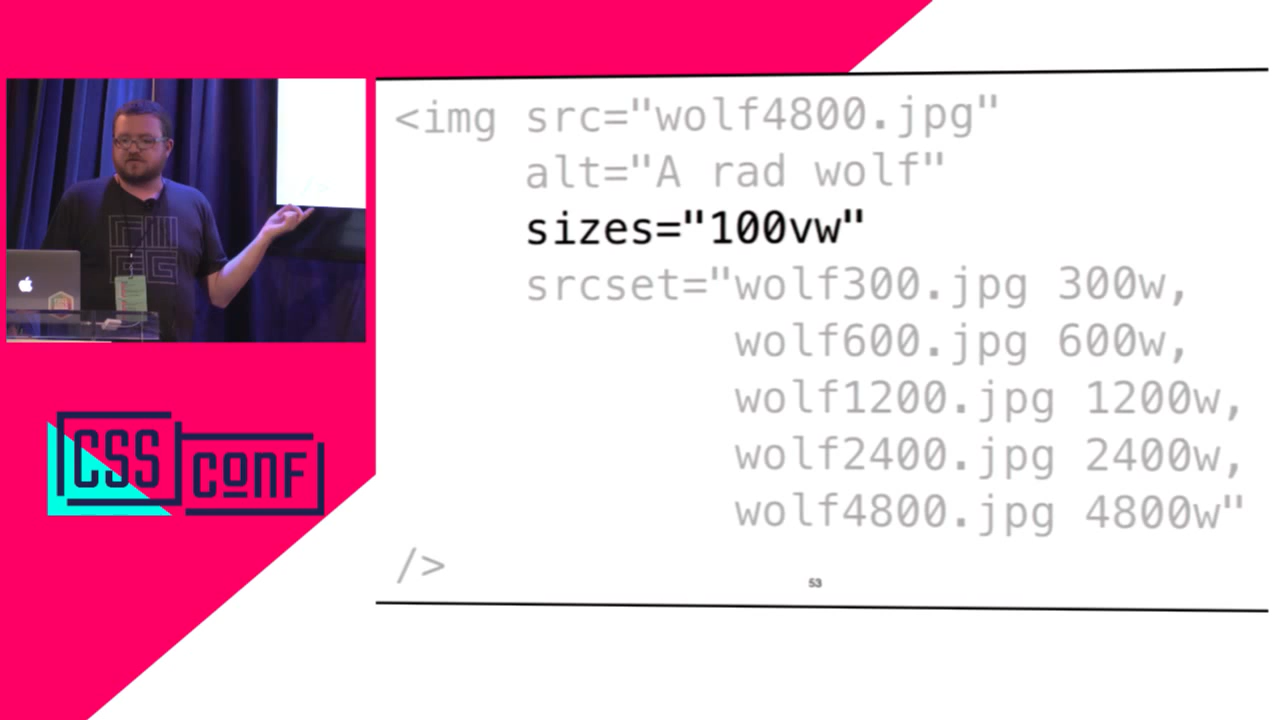 <img src="wolf4800.jpg"
alt="A rad wolf"
sizes="100vw"
srcset="wolf300.jpg 300w,
wolf600.jpg 600w,
wolf1200.jpg 1200w,
wolf2400.jpg 2400w,
wolf4800.jpg 4800w"
/>
53
CSS
CONF